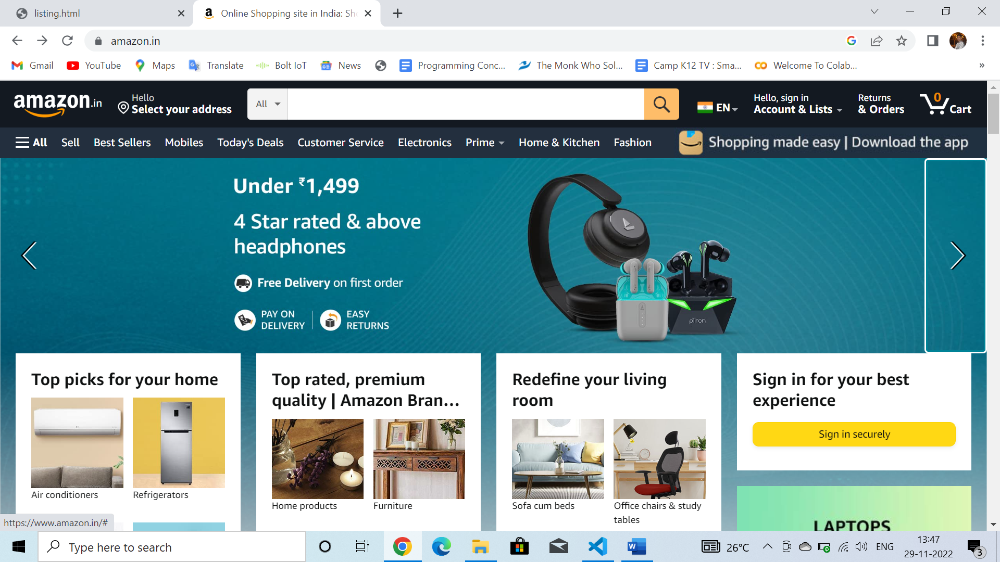 listing.html
Online Shopping site in India: Sh
amazon.in
Gmail
YouTube
Maps
Translate
Bolt IoT
News
Programming Conc...
The Monk Who Sol...
Camp K12 TV : Sma...
Welcome To Colab...
»
amazon.in
Hello
Select your address
All
EN
Hello, sign in
Account & Lists
Returns
& Orders
0
Cart
All
Sell
Best Sellers
Mobiles
Today's Deals
Customer Service
Electronics
Prime
Home & Kitchen
Fashion
Shopping made easy | Download the app
Under ₹1,499
4 Star rated & above
headphones
Free Delivery on first order
PAY ON
DELIVERY
EASY
RETURNS
pTron
Top picks for your home
Air conditioners
Refrigerators
Top rated, premium
quality | Amazon Bran...
Home products
Furniture
Redefine your living
room
Sofa cum beds
Office chairs & study
tables
Sign in for your best
experience
Sign in securely
LAPTOPS
https://www.amazon.in/#
Type here to search
26°C
ENG
13:47
29-11-2022
3